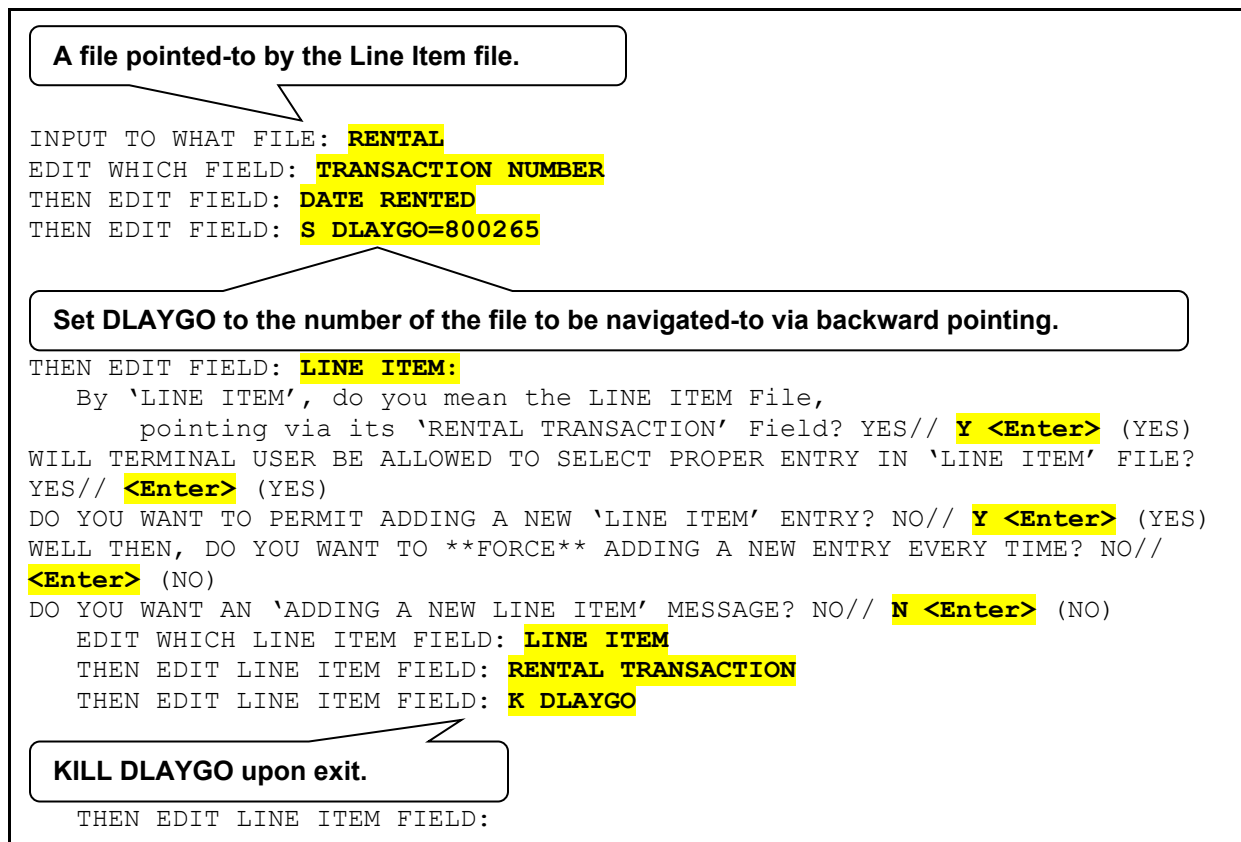 A file pointed-to by the Line Item file.
INPUT TO WHAT FILE: RENTAL
EDIT WHICH FIELD: TRANSACTION NUMBER
THEN EDIT FIELD: DATE RENTED
THEN EDIT FIELD: S DLAYGO=800265
Set DLAYGO to the number of the file to be navigated-to via backward pointing.
THEN EDIT FIELD: LINE ITEM:
By ‘LINE ITEM’, do you mean the LINE ITEM File,
pointing via its ‘RENTAL TRANSACTION’ Field? YES// Y <Enter> (YES)
WILL TERMINAL USER BE ALLOWED TO SELECT PROPER ENTRY IN ‘LINE ITEM’ FILE?
YES// <Enter> (YES)
DO YOU WANT TO PERMIT ADDING A NEW ‘LINE ITEM’ ENTRY? NO// Y <Enter> (YES)
WELL THEN, DO YOU WANT TO **FORCE** ADDING A NEW ENTRY EVERY TIME? NO//
<Enter> (NO)
DO YOU WANT AN ‘ADDING A NEW LINE ITEM’ MESSAGE? NO// N <Enter> (NO)
EDIT WHICH LINE ITEM FIELD: LINE ITEM
THEN EDIT LINE ITEM FIELD: RENTAL TRANSACTION
THEN EDIT LINE ITEM FIELD: K DLAYGO
KILL DLAYGO upon exit.
THEN EDIT LINE ITEM FIELD: